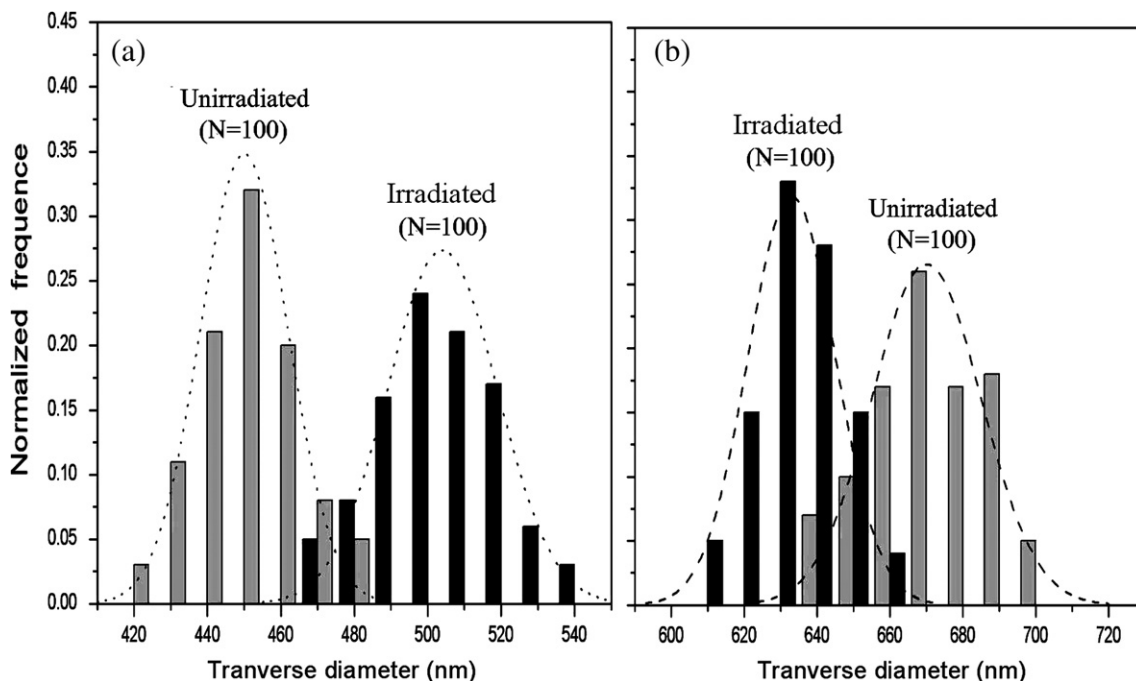 (a)
Unirradiated
(N=100)
Irradiated
(N=100)
Normalized frequence
0.45
0.40
0.35
0.30
0.25
0.20
0.15
0.10
0.05
0.00
420 440 460 480 500 520 540
Tranverse diameter (nm)
(b)
Irradiated
(N=100)
Unirradiated
(N=100)
600 620 640 660 680 700 720
Tranverse diameter (nm)